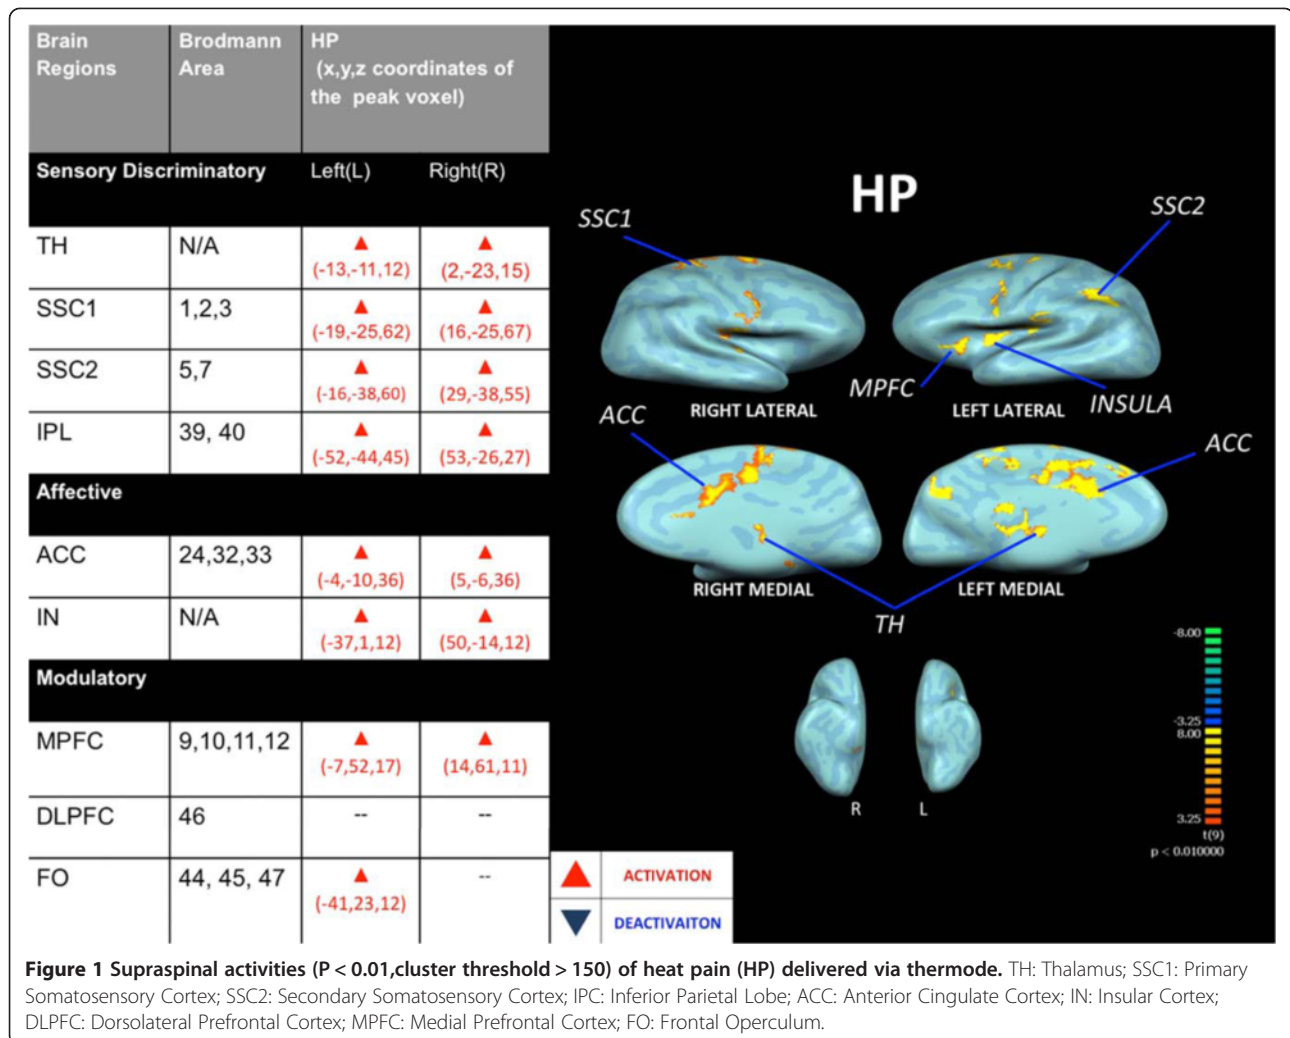 Brain Regions
Brodmann Area
HP
(x,y,z coordinates of
the peak voxel)
Sensory Discriminatory Left(L) Right(R)
TH N/A ▲ ▲
(-13,-11,12) (2,-23,15)
SSC1 1,2,3 ▲ ▲
(-19,-25,62) (16,-25,67)
SSC2 5,7 ▲ ▲
(-16,-38,60) (29,-38,55)
IPL 39, 40 ▲ ▲
(-52,-44,45) (53,-26,27)
Affective
ACC 24,32,33 ▲ ▲
(-4,-10,36) (5,-6,36)
IN N/A ▲ ▲
(-37,1,12) (50,-14,12)
Modulatory
MPFC 9,10,11,12 ▲ ▲
(-7,52,17) (14,61,11)
DLPFC 46 -- --
FO 44, 45, 47 ▲ --
(-41,23,12)
HP
SSC1
SSC2
MPFC
INSULA
RIGHT LATERAL
LEFT LATERAL
ACC
ACC
RIGHT MEDIAL
LEFT MEDIAL
TH
R L
-8.00
-3.25
8.00
3.25
t(9)
p < 0.010000
▲ ACTIVATION
▼ DEACTIVAITON
Figure 1 Supraspinal activities (P < 0.01,cluster threshold > 150) of heat pain (HP) delivered via thermode. TH: Thalamus; SSC1: Primary
Somatosensory Cortex; SSC2: Secondary Somatosensory Cortex; IPC: Inferior Parietal Lobe; ACC: Anterior Cingulate Cortex; IN: Insular Cortex;
DLPFC: Dorsolateral Prefrontal Cortex; MPFC: Medial Prefrontal Cortex; FO: Frontal Operculum.